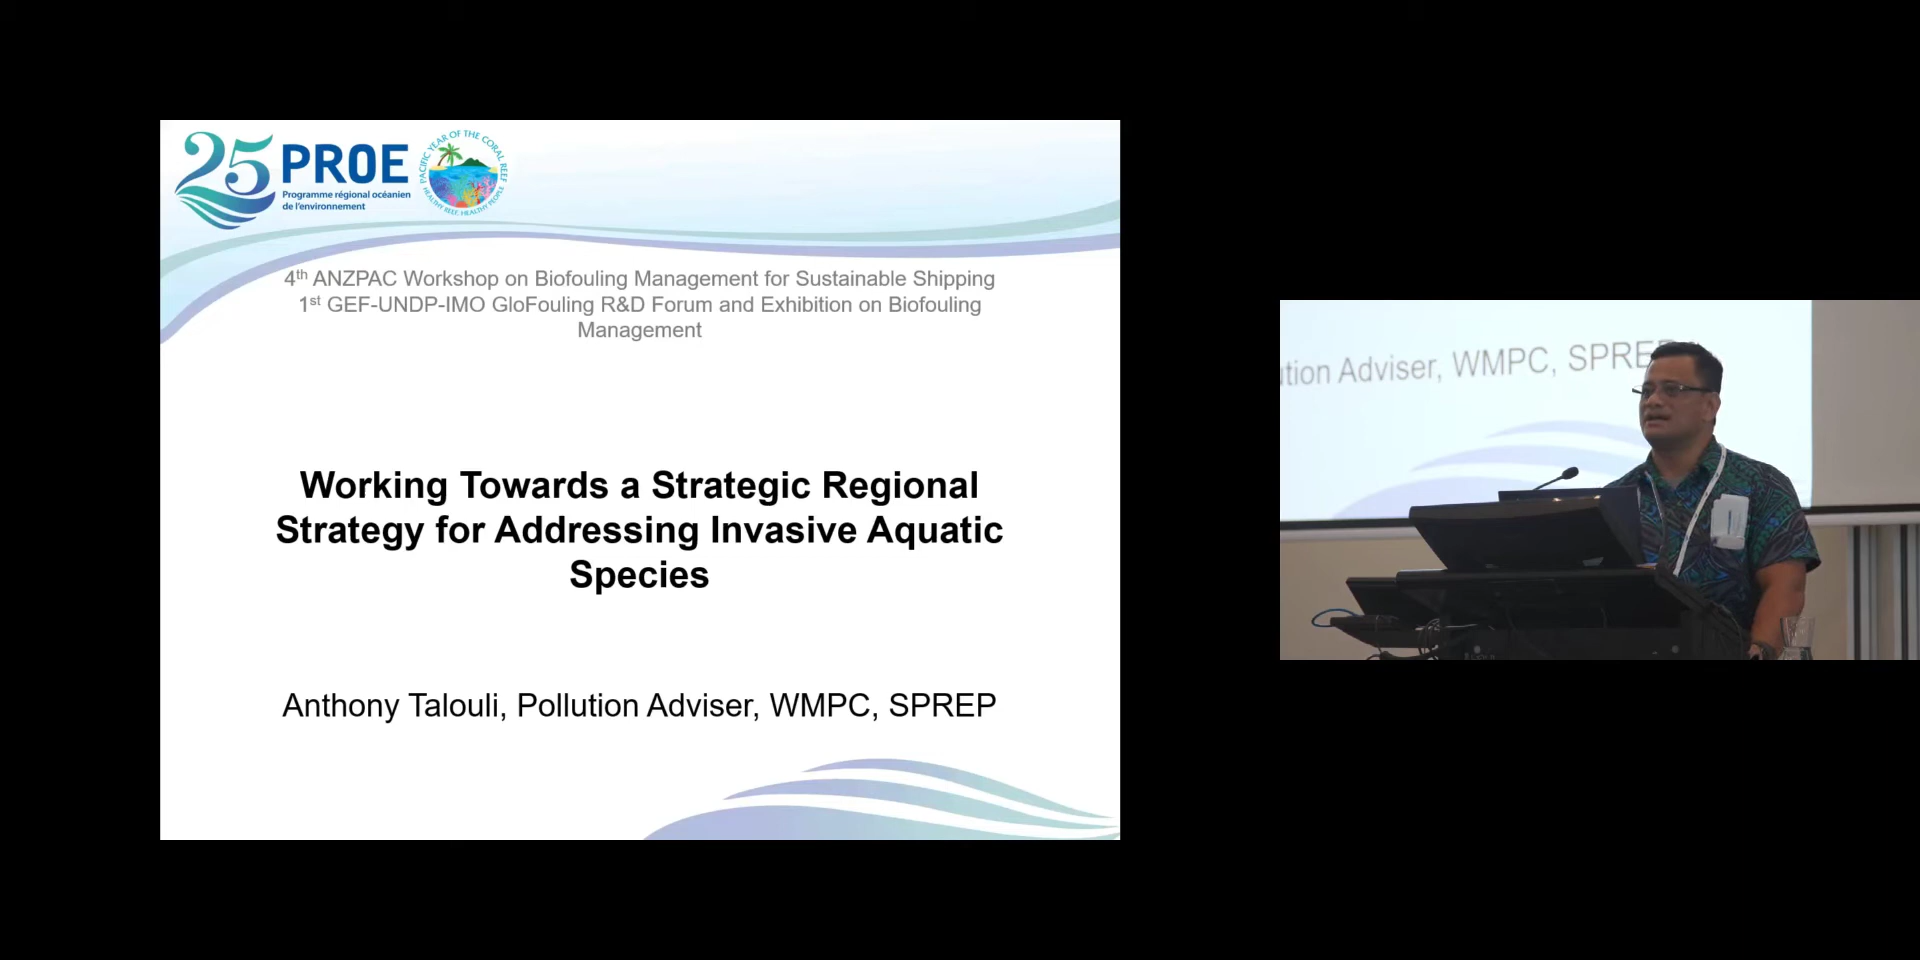 25 PROE
Programme régional océanien
de l'environnement
PACIFIC YEAR OF THE CORAL REEF
HEALTHY REEF, HEALTHY PEOPLE
4th ANZPAC Workshop on Biofouling Management for Sustainable Shipping
1st GEF-UNDP-IMO GloFouling R&D Forum and Exhibition on Biofouling
Management
Working Towards a Strategic Regional
Strategy for Addressing Invasive Aquatic
Species
Anthony Talouli, Pollution Adviser, WMPC, SPREP
ution Adviser, WMPC, SPREP